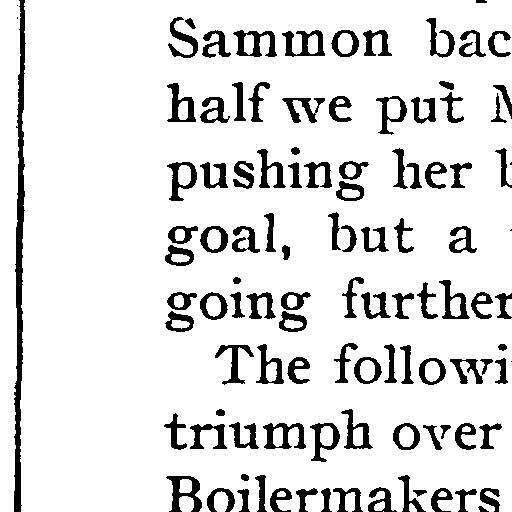 Sammon bac
half we put M
pushing her b
goal, but a
going further
The followi
triumph over
Boilermakers